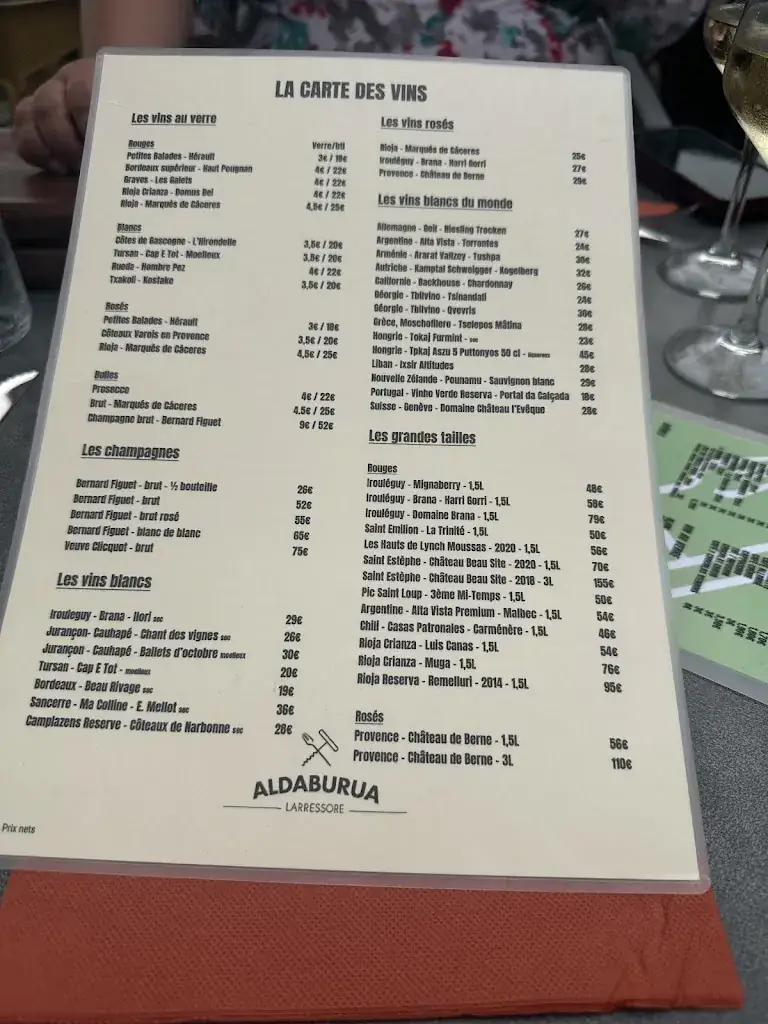 LA CARTE DES VINS
Les vins au verre
Rouges Verre/btl
Petites Balades - Hérault 3€ / 18€
Bordeaux supérieur - Haut Pougnan 4€ / 22€
Graves - Les Galets 4€ / 22€
Rioja Crianza - Domus Dei 4€ / 22€
Rioja - Marqués de Cáceres 4,5€ / 25€
Blancs
Côtes de Gascogne - L'Hirondelle 3,5€ / 20€
Tursan - Cap E Tot - Moelleux 3,5€ / 20€
Rueda - Hombre Pez 4€ / 22€
Txakoli - Kostako 3,5€ / 20€
Rosés
Petites Balades - Hérault 3€ / 18€
Côteaux Varois en Provence 3,5€ / 20€
Rioja - Marqués de Cáceres 4,5€ / 25€
Bulles
Prosecco 4€ / 22€
Brut - Marqués de Cáceres 4.5€ / 25€
Champagne brut - Bernard Figuet 9€ / 52€
Les champagnes
Bernard Figuet - brut - ½ bouteille 26€
Bernard Figuet - brut 52€
Bernard Figuet - brut rosé 55€
Bernard Figuet - blanc de blanc 65€
Veuve Clicquot - brut 75€
Les vins blancs
Irouleguy - Brana - Ilori sec 29€
Jurançon- Cauhapé - Chant des vignes sec 26€
Jurançon - Cauhapé - Ballets d'octobre moelleux 30€
Tursan - Cap E Tot - moelleux 20€
Bordeaux - Beau Rivage sec 19€
Sancerre - Ma Colline - E. Mellot sec 36€
Camplazens Reserve - Côteaux de Narbonne sec 26€
Les vins rosés
Rioja - Marqués de Cáceres 25€
Irouléguy - Brana - Harri Gorri 27€
Provence - Château de Berne 29€
Les vins blancs du monde
Allemagne - Deil - Riesling Trocken 27€
Argentine - Alta Vista - Torrontes 24€
Arménie - Ararat Vallzey - Tushpa 30€
Autriche - Kamptal Schweigger - Kogelberg 32€
Californie - Backhouse - Chardonnay 26€
Géorgie - Tbilvino - Tsinandali 24€
Géorgie - Tbilvino - Qvevris 30€
Grèce, Moschofilero - Tselepos Mãtina 28€
Hongrie - Tokaj Furmint - sec 23€
Hongrie - Tpkaj Aszu 5 Puttonyos 50 cl - liquoreux 45€
Liban - Ixsir Altitudes 28€
Nouvelle Zélande - Pounamu - Sauvignon blanc 29€
Portugal - Vinho Verde Reserva - Portal da Calçada 18€
Suisse - Genève - Domaine Château l'Evêque 28€
Les grandes tailles
Rouges
Irouléguy - Mignaberry - 1,5L 48€
Irouléguy - Brana - Harri Gorri - 1,5L 58€
Irouléguy - Domaine Brana - 1,5L 79€
Saint Emilion - La Trinité - 1,5L 50€
Les Hauts de Lynch Moussas - 2020 - 1,5L 56€
Saint Estèphe - Château Beau Site - 2020 - 1,5L 70€
Saint Estèphe - Château Beau Site - 2018 - 3L 155€
Pic Saint Loup - 3ème Mi-Temps - 1,5L 50€
Argentine - Alta Vista Premium - Malbec - 1,5L 54€
Chili - Casas Patronales - Carménère - 1,5L 46€
Rioja Crianza - Luis Canas - 1,5L 54€
Rioja Crianza - Muga - 1,5L 76€
Rioja Reserva - Remelluri - 2014 - 1,5L 95€
Rosés
Provence - Château de Berne - 1,5L 56€
Provence - Château de Berne - 3L 110€
ALDABURUA
LARRESSORE
Prix nets